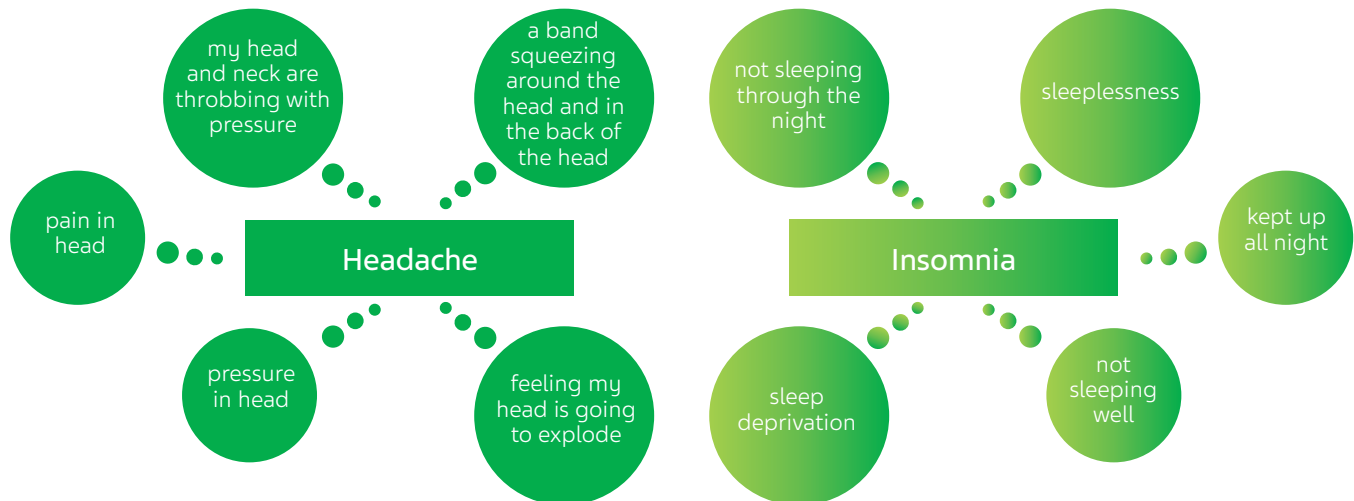 my head
and neck are
throbbing with
pressure
a band
squeezing
around the
head and in
the back of
the head
pain in
head
Headache
pressure
in head
feeling my
head is going
to explode
not sleeping
through the
night
sleeplessness
Insomnia
kept up
all night
sleep
deprivation
not
sleeping
well